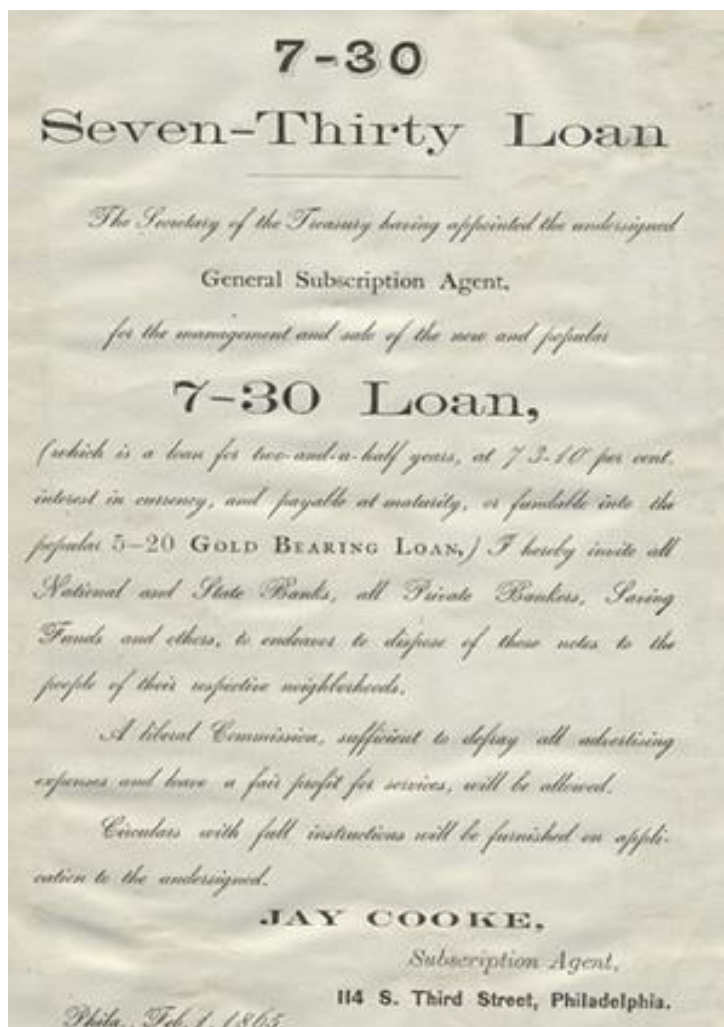 7-30
Seven-Thirty Loan
The Secretary of the Treasury having appointed the undersigned
General Subscription Agent,
for the management and sale of the new and popular
7-30 Loan,
(which is a loan for two-and-a-half years, at 7 3-10 per cent.
interest in currency, and payable at maturity, or fundable into the
popular 5-20 GOLD BEARING LOAN,) I hereby invite all
National and State Banks, all Private Bankers, Saving
Funds and others, to endeavor to dispose of these notes to the
people of their respective neighborhoods.
A liberal Commission, sufficient to defray all advertising
expenses and leave a fair profit for services, will be allowed.
Circulars with full instructions will be furnished on appli-
cation to the undersigned.
JAY COOKE,
Subscription Agent,
114 S. Third Street, Philadelphia.
Phila., Feb. 1, 1865